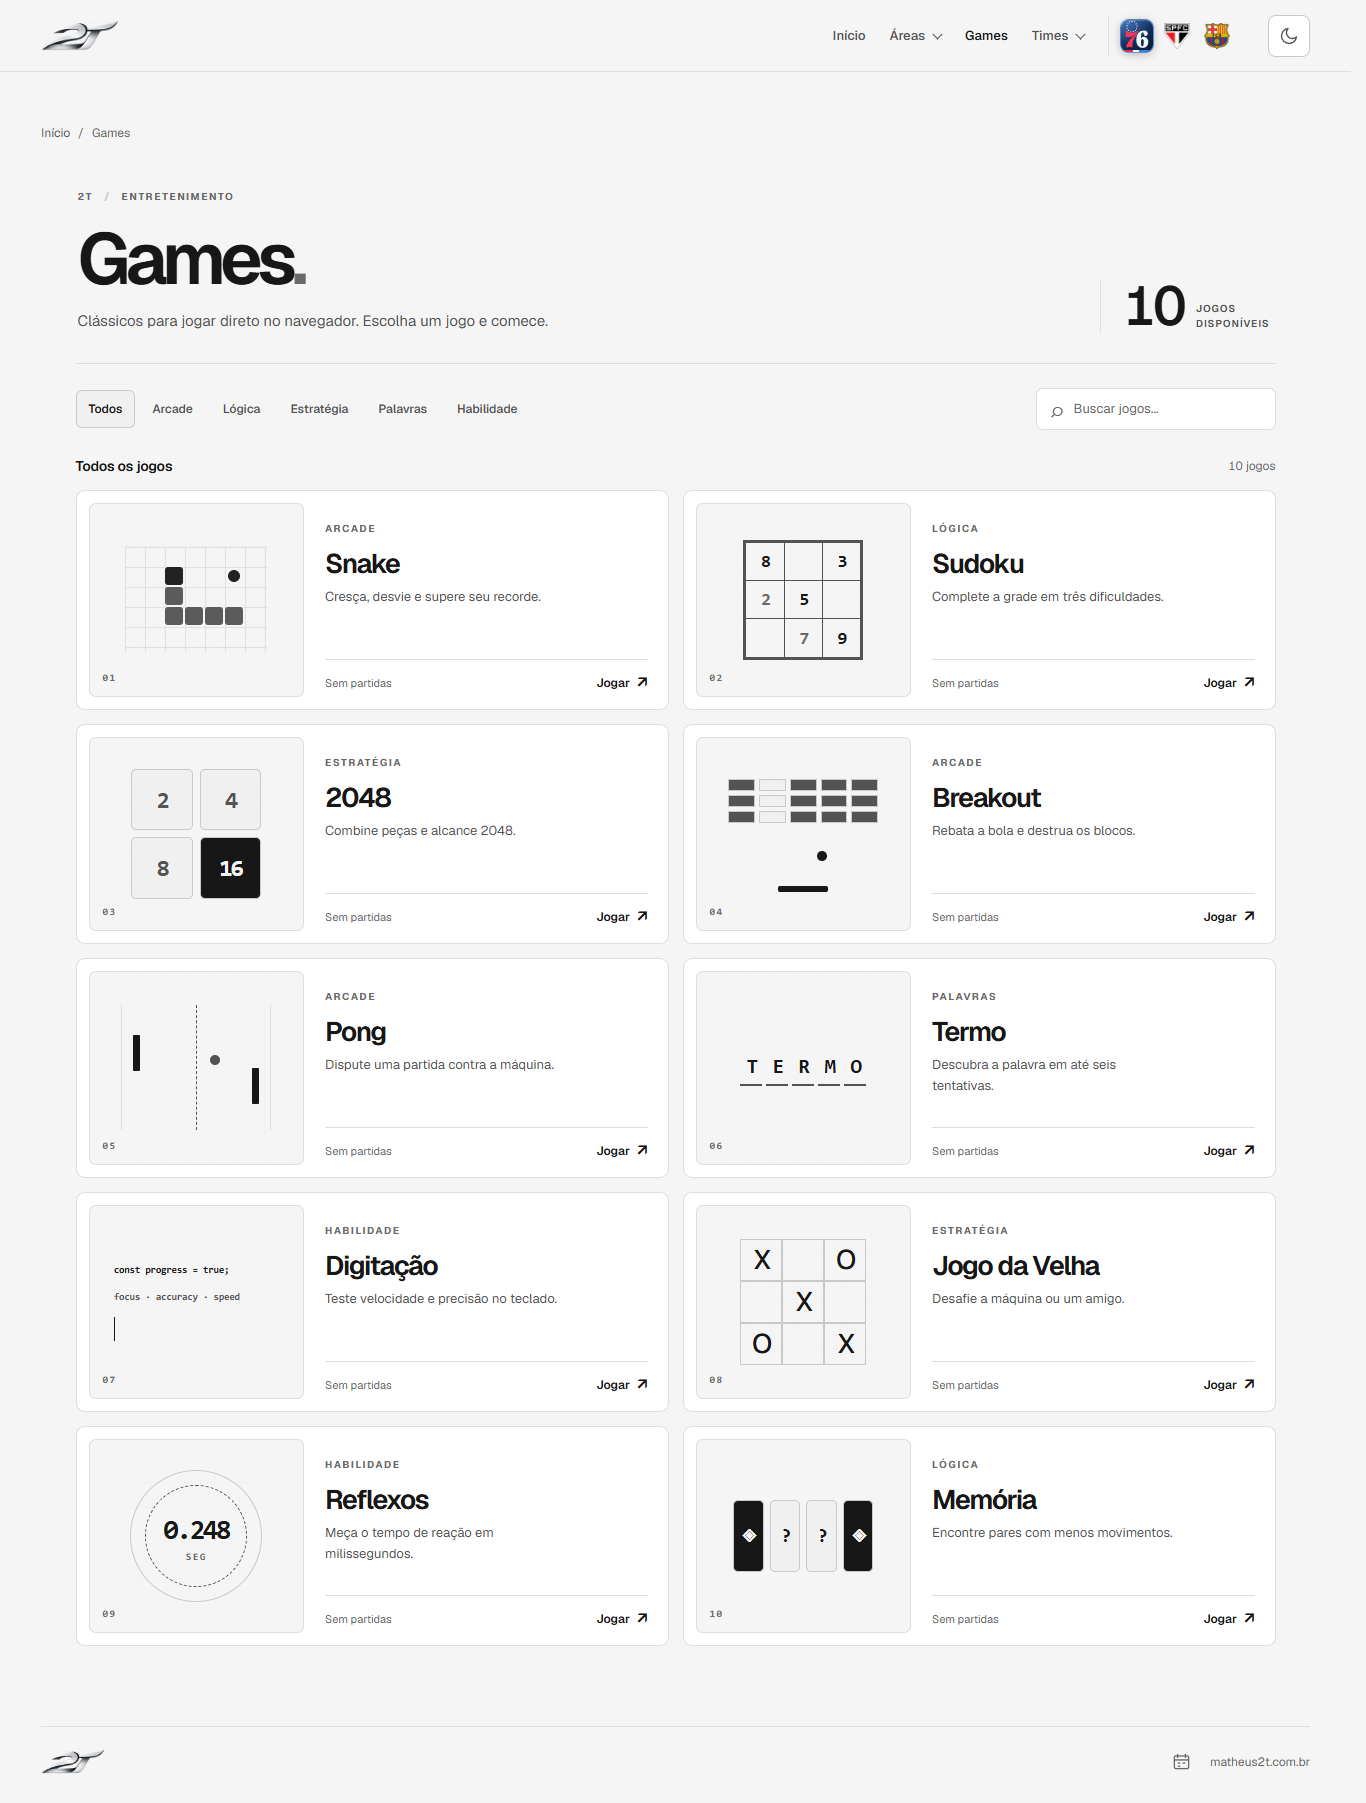 2T
Início
Áreas
Games
Times
76
SPFC
Início / Games
2T / ENTRETENIMENTO
Games.
Clássicos para jogar direto no navegador. Escolha um jogo e comece.
10
JOGOS
DISPONÍVEIS
Todos
Arcade
Lógica
Estratégia
Palavras
Habilidade
Buscar jogos...
Todos os jogos
10 jogos
01
ARCADE
Snake
Cresça, desvie e supere seu recorde.
Sem partidas
Jogar
8 3
2 5
7 9
02
LÓGICA
Sudoku
Complete a grade em três dificuldades.
Sem partidas
Jogar
2 4
8 16
03
ESTRATÉGIA
2048
Combine peças e alcance 2048.
Sem partidas
Jogar
04
ARCADE
Breakout
Rebata a bola e destrua os blocos.
Sem partidas
Jogar
05
ARCADE
Pong
Dispute uma partida contra a máquina.
Sem partidas
Jogar
T E R M O
06
PALAVRAS
Termo
Descubra a palavra em até seis
tentativas.
Sem partidas
Jogar
const progress = true;
focus · accuracy · speed
07
HABILIDADE
Digitação
Teste velocidade e precisão no teclado.
Sem partidas
Jogar
X O
X
O X
08
ESTRATÉGIA
Jogo da Velha
Desafie a máquina ou um amigo.
Sem partidas
Jogar
0.248
SEG
09
HABILIDADE
Reflexos
Meça o tempo de reação em
milissegundos.
Sem partidas
Jogar
? ?
10
LÓGICA
Memória
Encontre pares com menos movimentos.
Sem partidas
Jogar
2T
matheus2t.com.br